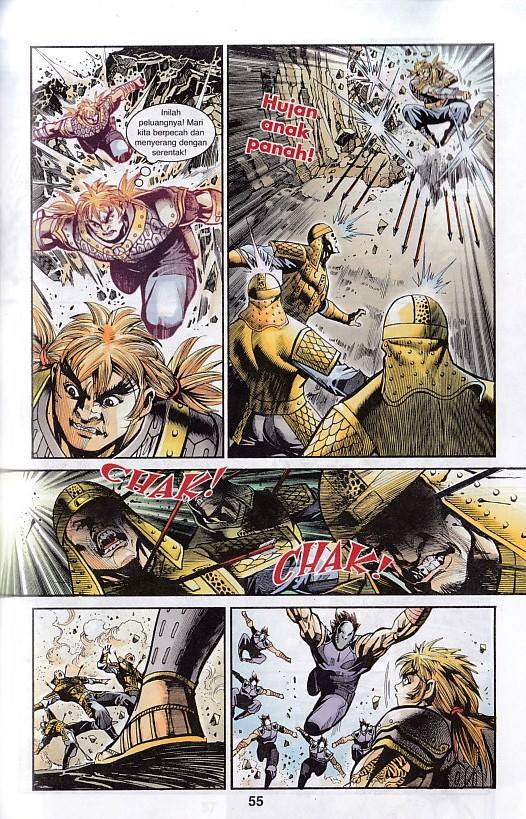 Inilah
peluangnya! Mari
kita berpecah dan
menyerang dengan
serentak!
Hujan
anak
panah!
CHAK!
CHAK!
55